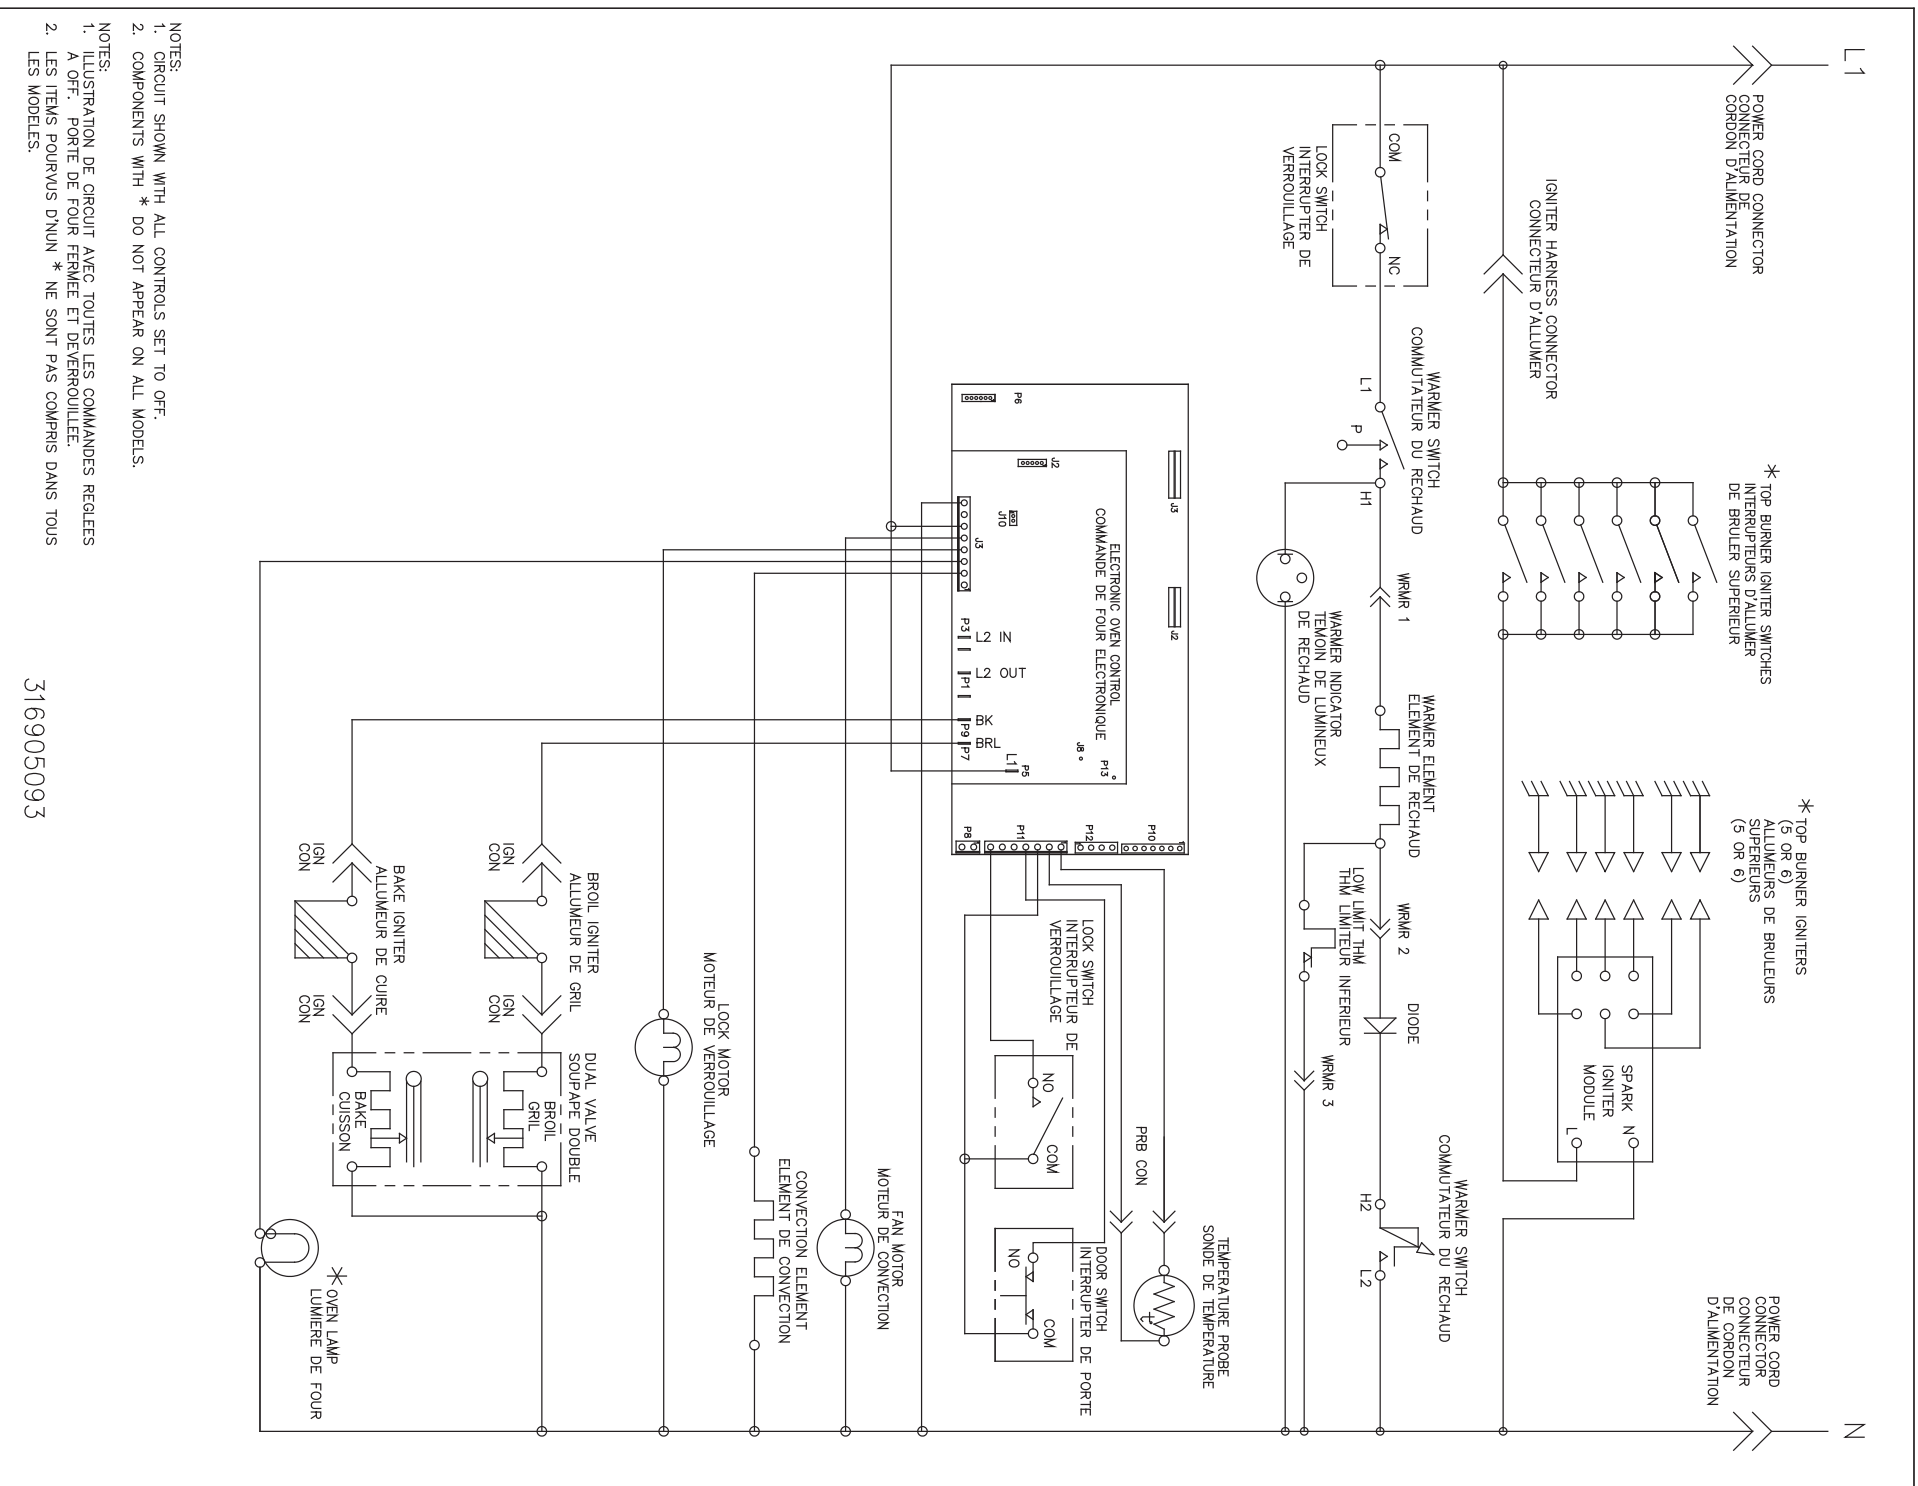 L1
POWER CORD CONNECTOR
CONNECTEUR DE
CORDON D'ALIMENTATION
IGNITER HARNESS CONNECTOR
CONNECTEUR D'ALLUMER
* TOP BURNER IGNITER SWITCHES
INTERRUPTEURS D'ALLUMER
DE BRULER SUPERIEUR
* TOP BURNER IGNITERS
(5 OR 6)
ALLUMEURS DE BRULEURS
SUPERIEURS
(5 OR 6)
SPARK
IGNITER
MODULE
N
L
POWER CORD
CONNECTOR
CONNECTEUR
DE CORDON
D'ALIMENTATION
N
COM
NC
LOCK SWITCH
INTERRUPTER DE
VERROUILLAGE
WARMER SWITCH
COMMUTATEUR DU RECHAUD
L1
P
H1
WRMR 1
WARMER INDICATOR
TEMOIN DE LUMINEUX
DE RECHAUD
WARMER ELEMENT
ELEMENT DE RECHAUD
WRMR 2
LOW LIMIT THM
THM LIMITEUR INFERIEUR
DIODE
WRMR 3
WARMER SWITCH
COMMUTATEUR DU RECHAUD
H2
L2
P6
J2
J3
J2
J10
J3
ELECTRONIC OVEN CONTROL
COMMANDE DE FOUR ELECTRONIQUE
P3
L2 IN
L2 OUT
P1
BK
P9
BRL
P7
L1
P5
J8
P13
P8
P11
P12
P10
TEMPERATURE PROBE
SONDE DE TEMPERATURE
PRB CON
LOCK SWITCH
INTERRUPTEUR DE
VERROUILLAGE
NO
COM
DOOR SWITCH
INTERRUPTER DE PORTE
NO
COM
FAN MOTOR
MOTEUR DE CONVECTION
CONVECTION ELEMENT
ELEMENT DE CONVECTION
LOCK MOTOR
MOTEUR DE VERROUILLAGE
IGN
CON
BROIL IGNITER
ALLUMEUR DE GRIL
IGN
CON
DUAL VALVE
SOUPAPE DOUBLE
BROIL
GRIL
IGN
CON
BAKE IGNITER
ALLUMEUR DE CUIRE
IGN
CON
BAKE
CUISSON
* OVEN LAMP
LUMIERE DE FOUR
NOTES:
1. CIRCUIT SHOWN WITH ALL CONTROLS SET TO OFF.
2. COMPONENTS WITH * DO NOT APPEAR ON ALL MODELS.
NOTES:
1. ILLUSTRATION DE CIRCUIT AVEC TOUTES LES COMMANDES REGLEES
A OFF. PORTE DE FOUR FERMEE ET DEVERROUILLEE.
2. LES ITEMS POURVUS D'NUN * NE SONT PAS COMPRIS DANS TOUS
LES MODELES.
316905093